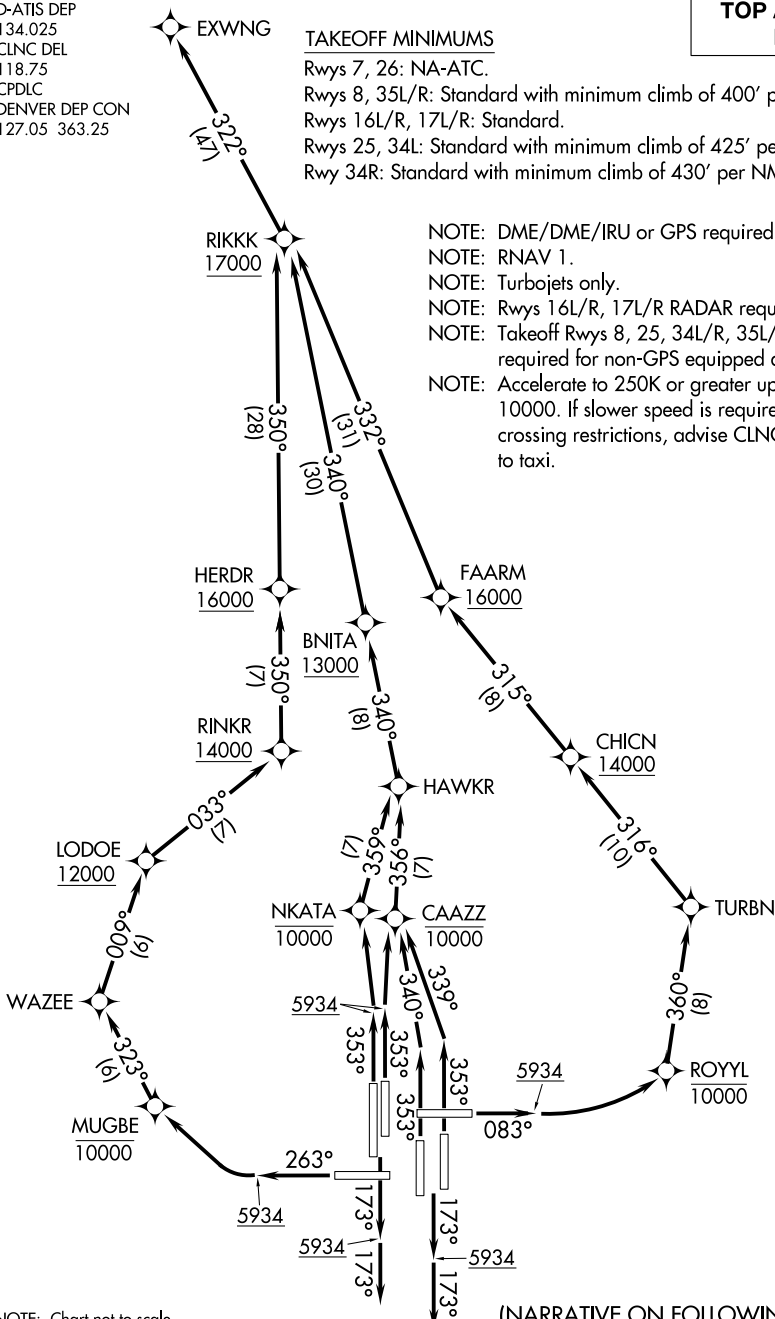 D-ATIS DEP
134.025
CLNC DEL
118.75
CPDLC
DENVER DEP CON
127.05 363.25
TOP
EXWNG
TAKEOFF MINIMUMS
Rwys 7, 26: NA-ATC.
Rwys 8, 35L/R: Standard with minimum climb of 400'
Rwys 16L/R, 17L/R: Standard.
Rwys 25, 34L: Standard with minimum climb of 425'
Rwy 34R: Standard with minimum climb of 430' per NM
322°
(47)
RIKKK
17000
NOTE: DME/DME/IRU or GPS required
NOTE: RNAV 1.
NOTE: Turbojets only.
NOTE: Rwys 16L/R, 17L/R RADAR
NOTE: Takeoff Rwys 8, 25, 34L/R,
required for non-GPS equipped
NOTE: Accelerate to 250K or greater
10000. If slower speed is
crossing restrictions, advise
to taxi.
350°
(28)
340°
(30)
332°
(31)
HERDR
16000
FAARM
16000
BNITA
13000
350°
(7)
340°
(8)
315°
(8)
RINKR
14000
CHICN
14000
HAWKR
033°
(7)
359°
(7)
356°
(7)
316°
(10)
LODOE
12000
NKATA
10000
CAAZZ
10000
TURBN
009°
(9)
WAZEE
340°
339°
360°
(8)
5934
323°
(6)
353°
353°
353°
353°
5934
ROYYL
10000
MUGBE
10000
083°
263°
5934
173°
173°
5934
5934
173°
173°
NOTE: Chart not to scale.
(NARRATIVE ON